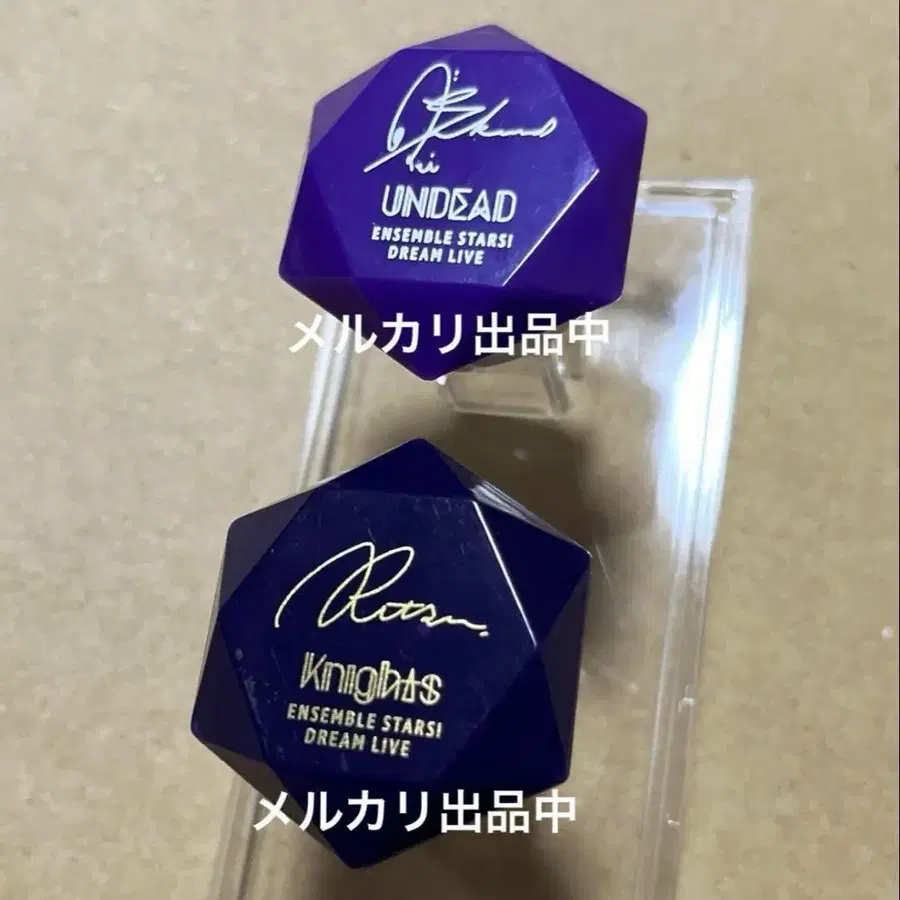 UNDEAD
ENSEMBLE STARS!
DREAM LIVE
メルカリ出品中
Ritsu.
Knights
ENSEMBLE STARS!
DREAM LIVE
メルカリ出品中